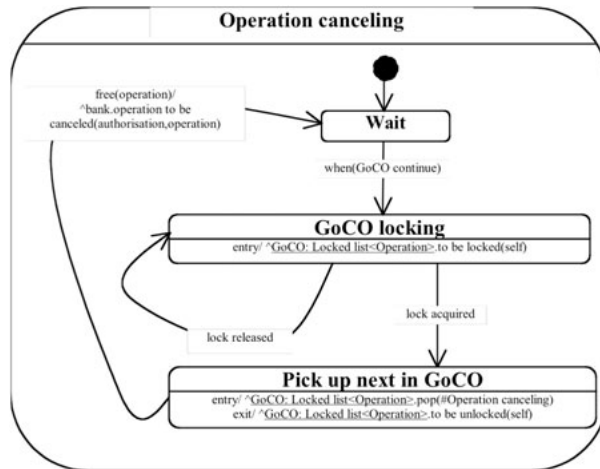 Operation canceling
free(operation)/
^bank.operation to be
canceled(authorisation,operation)
Wait
when(GoCO continue)
GoCO locking
entry/ ^GoCO: Locked list<Operation>.to be locked(self)
lock released
lock acquired
Pick up next in GoCO
entry/ ^GoCO: Locked list<Operation>.pop(#Operation canceling)
exit/ ^GoCO: Locked list<Operation>.to be unlocked(self)